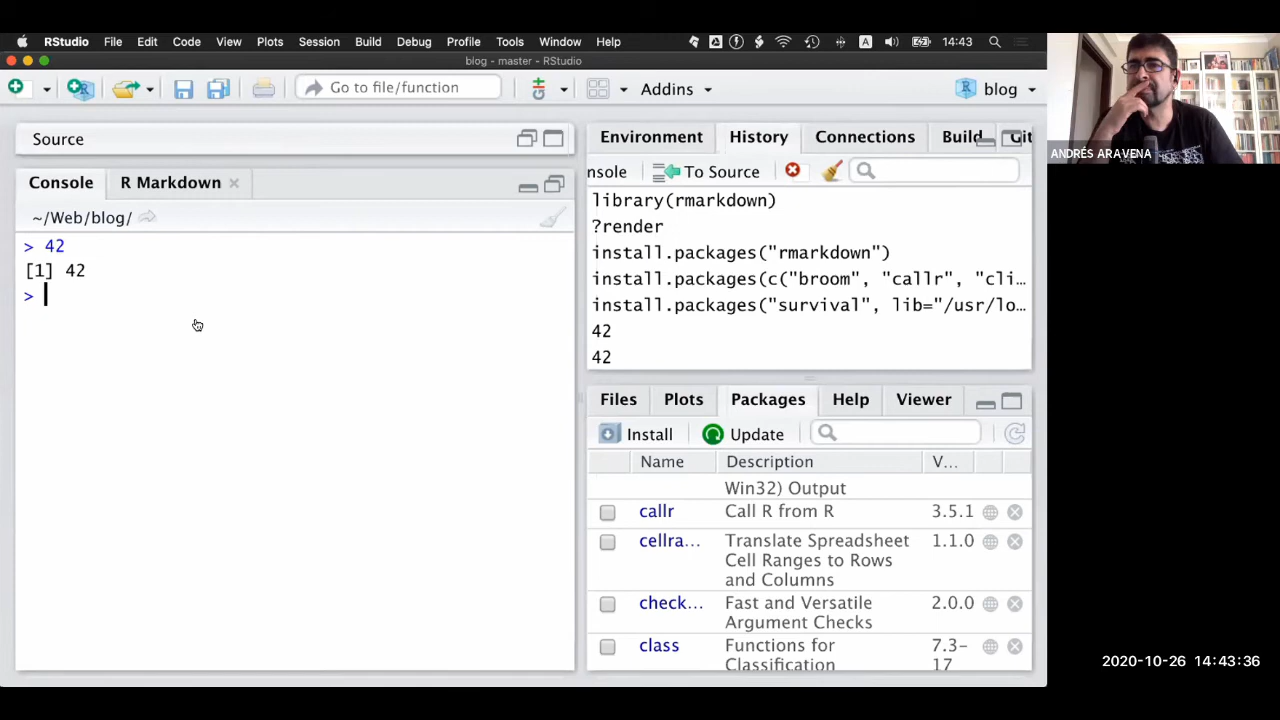 RStudio File Edit Code View Plots Session Build Debug Profile Tools Window Help A 14:43
blog - master - RStudio
Go to file/function Addins blog
Source
Console R Markdown
~/Web/blog/
> 42
[1] 42
>
Environment History Connections Build Git
nsole To Source
library(rmarkdown)
?render
install.packages("rmarkdown")
install.packages(c("broom", "callr", "cli…
install.packages("survival", lib="/usr/lo…
42
42
Files Plots Packages Help Viewer
Install Update
Name Description V…
Win32) Output
callr Call R from R 3.5.1
cellra… Translate Spreadsheet 1.1.0
Cell Ranges to Rows
and Columns
check… Fast and Versatile 2.0.0
Argument Checks
class Functions for 7.3-
Classification 17
ANDRÉS ARAVENA
2020-10-26 14:43:36